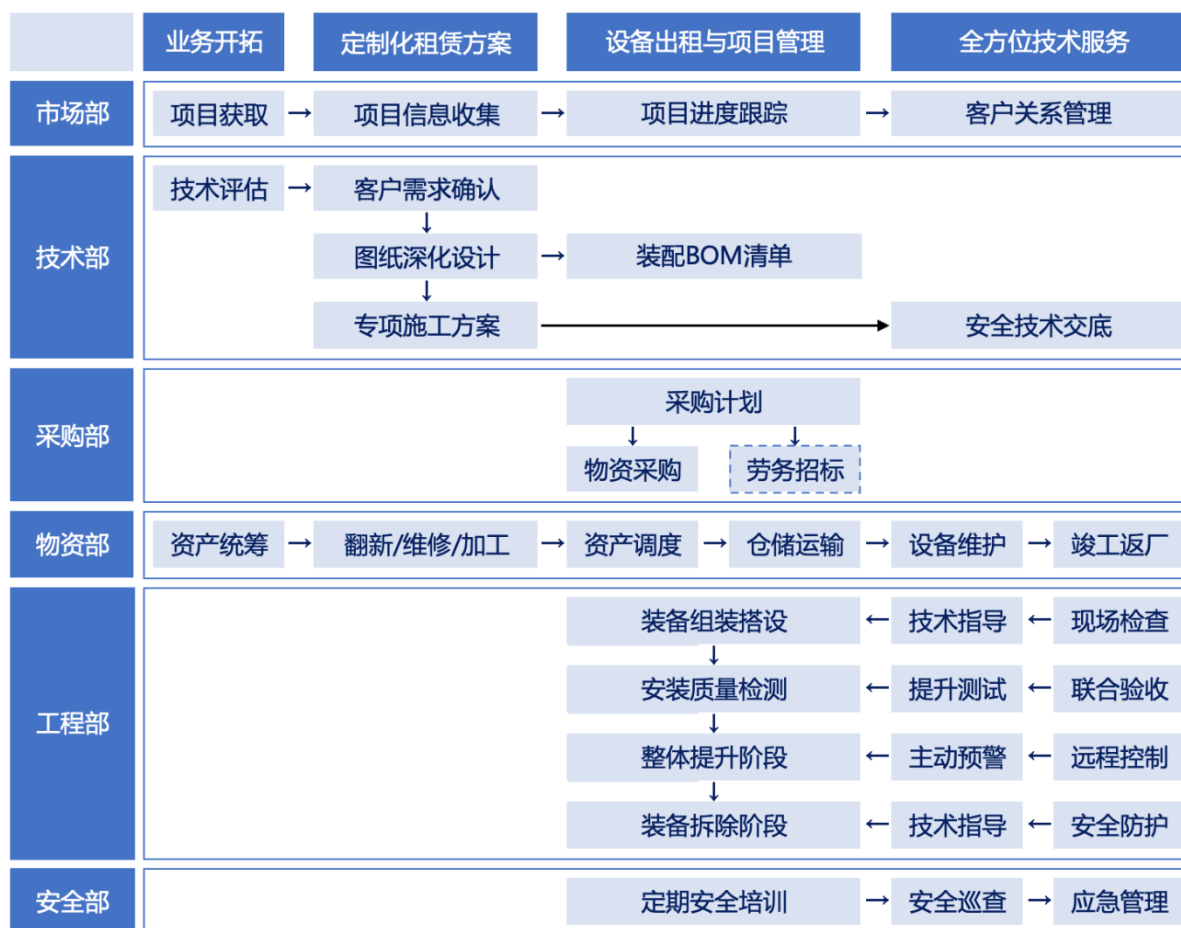 业务开拓 定制化租赁方案 设备出租与项目管理 全方位技术服务
市场部 项目获取 → 项目信息收集 → 项目进度跟踪 → 客户关系管理
技术评估 → 客户需求确认
↓
技术部 图纸深化设计 → 装配BOM清单
↓
专项施工方案 → 安全技术交底
采购计划
↓ ↓
采购部 物资采购 劳务招标
物资部 资产统筹 → 翻新/维修/加工 → 资产调度 → 仓储运输 → 设备维护 → 竣工返厂
装备组装搭设 ← 技术指导 ← 现场检查
↓
安装质量检测 ← 提升测试 ← 联合验收
工程部
↓
整体提升阶段 ← 主动预警 ← 远程控制
↓
装备拆除阶段 ← 技术指导 ← 安全防护
安全部 定期安全培训 → 安全巡查 → 应急管理